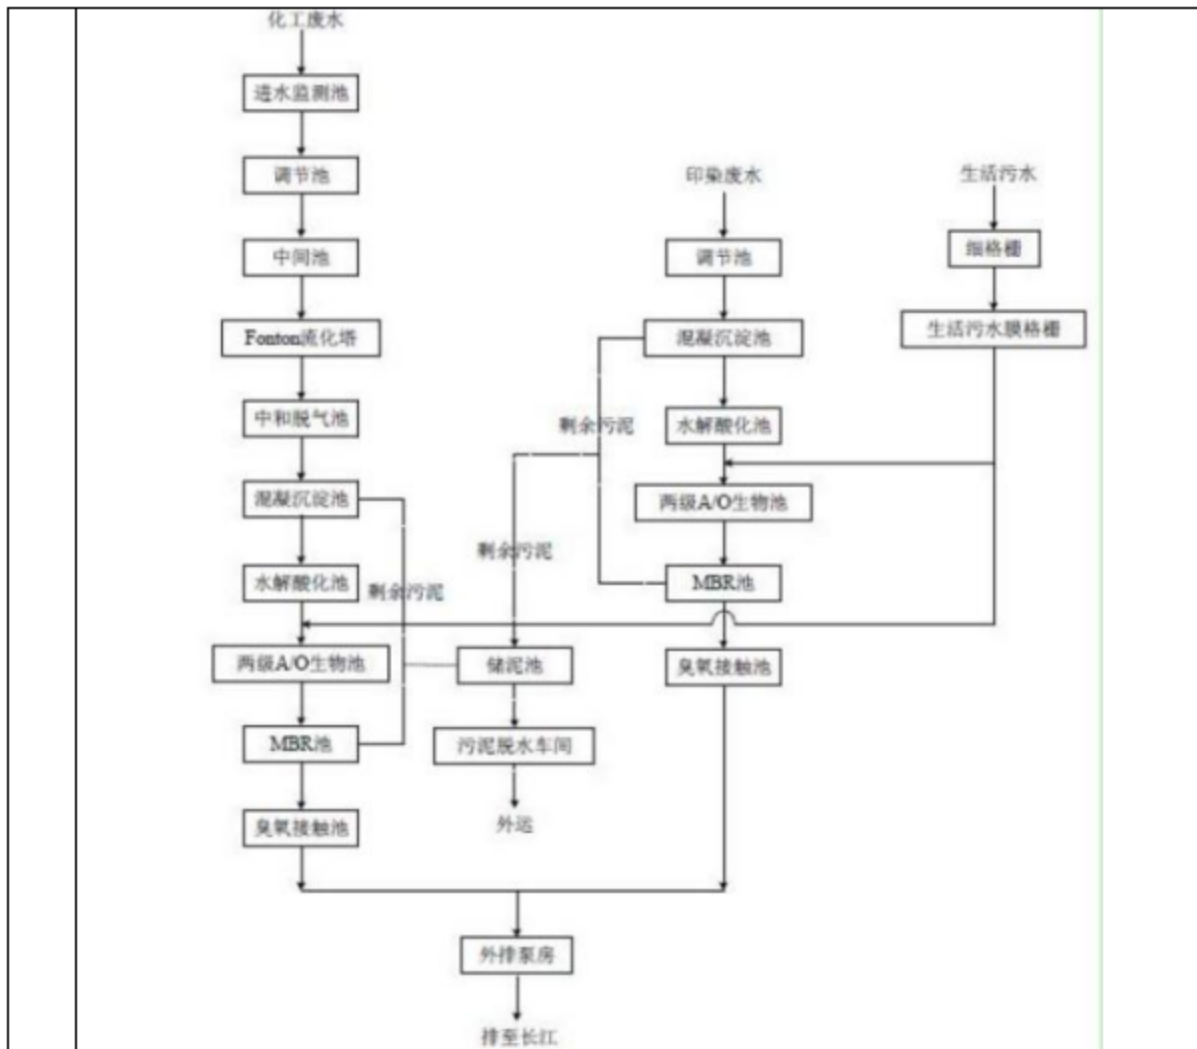 化工废水
进水监测池
调节池
中间池
Fonton流化塔
中和脱气池
混凝沉淀池
水解酸化池
剩余污泥
两级A/O生物池
MBR池
臭氧接触池
印染废水
调节池
混凝沉淀池
剩余污泥
水解酸化池
两级A/O生物池
剩余污泥
MBR池
臭氧接触池
生活污水
细格栅
生活污水膜格栅
储泥池
污泥脱水车间
外运
外排泵房
排至长江